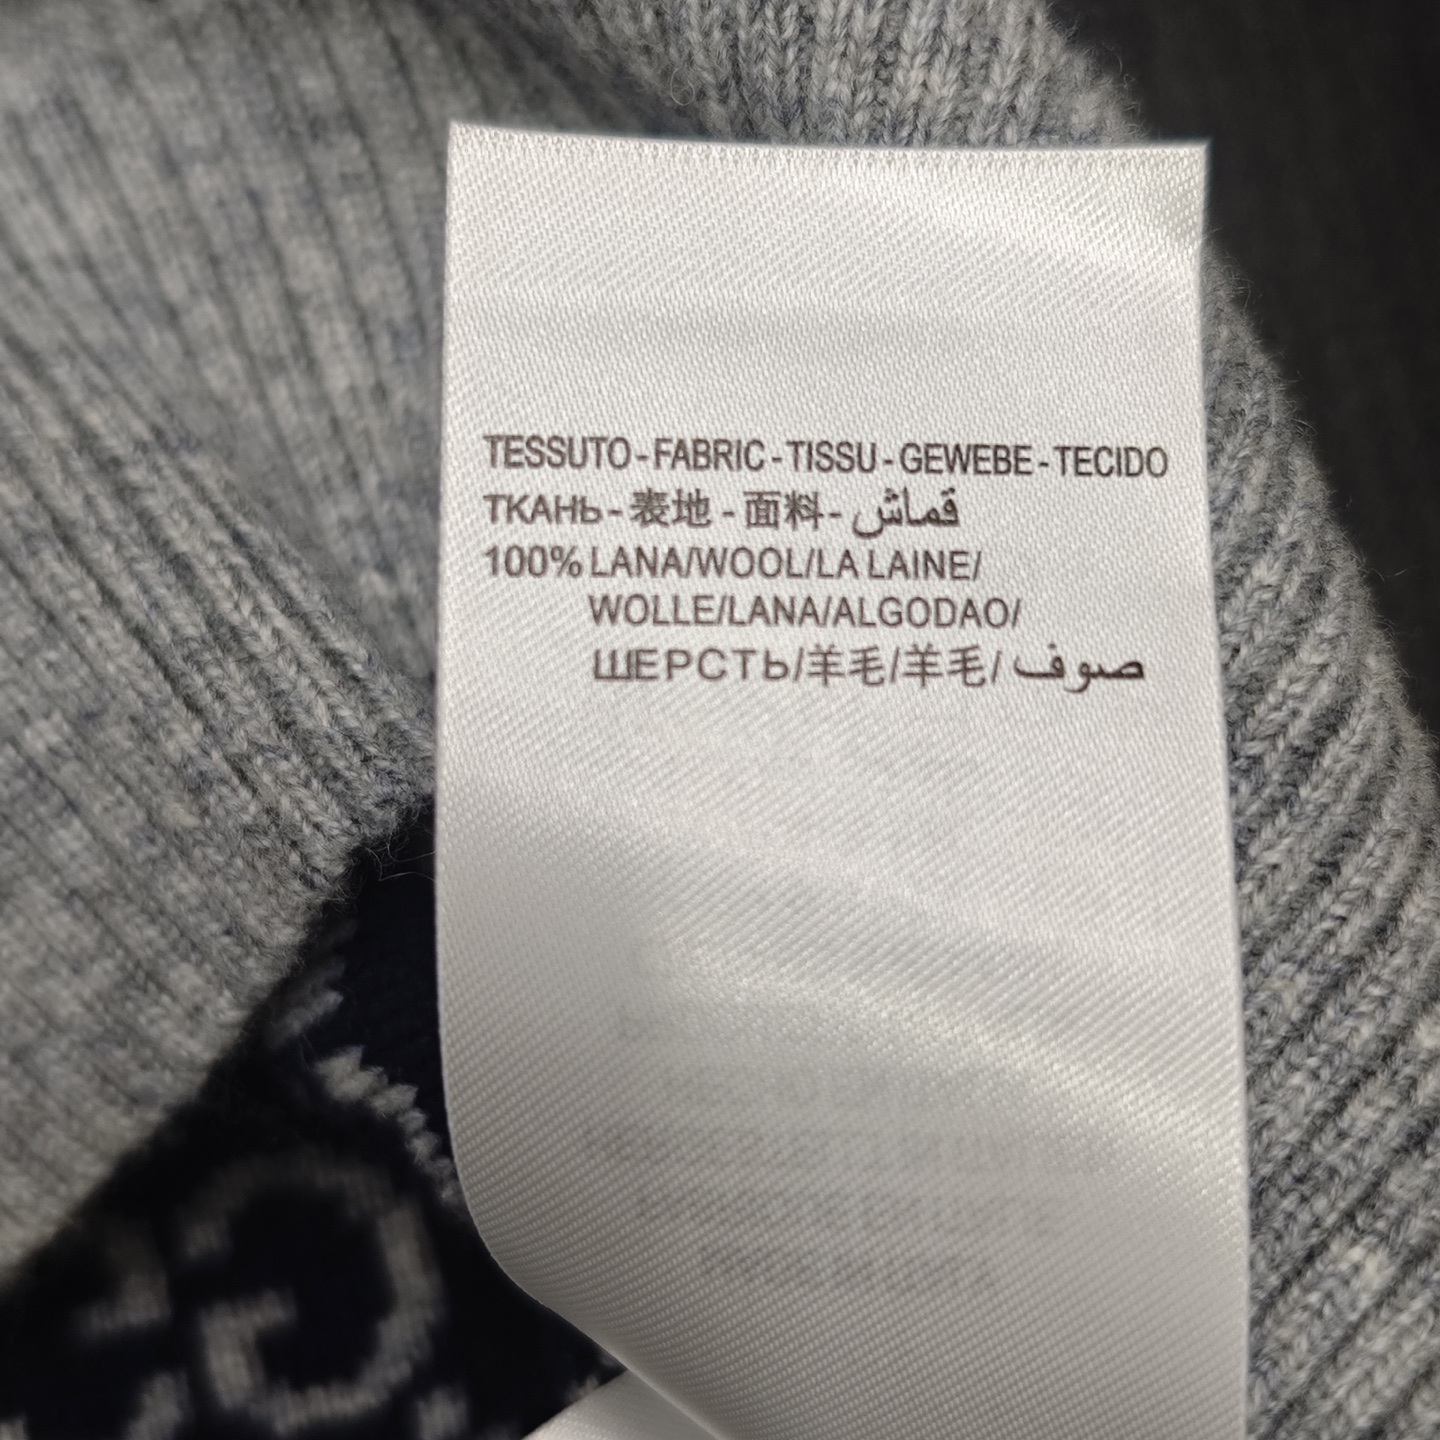 TESSUTO - FABRIC - TISSU - GEWEBE - TECIDO
ТКАНЬ - 表地 - 面料 - قماش
100% LANA/WOOL/LA LAINE/
WOLLE/LANA/ALGODAO/
ШЕРСТЬ/羊毛/羊毛/ صوف